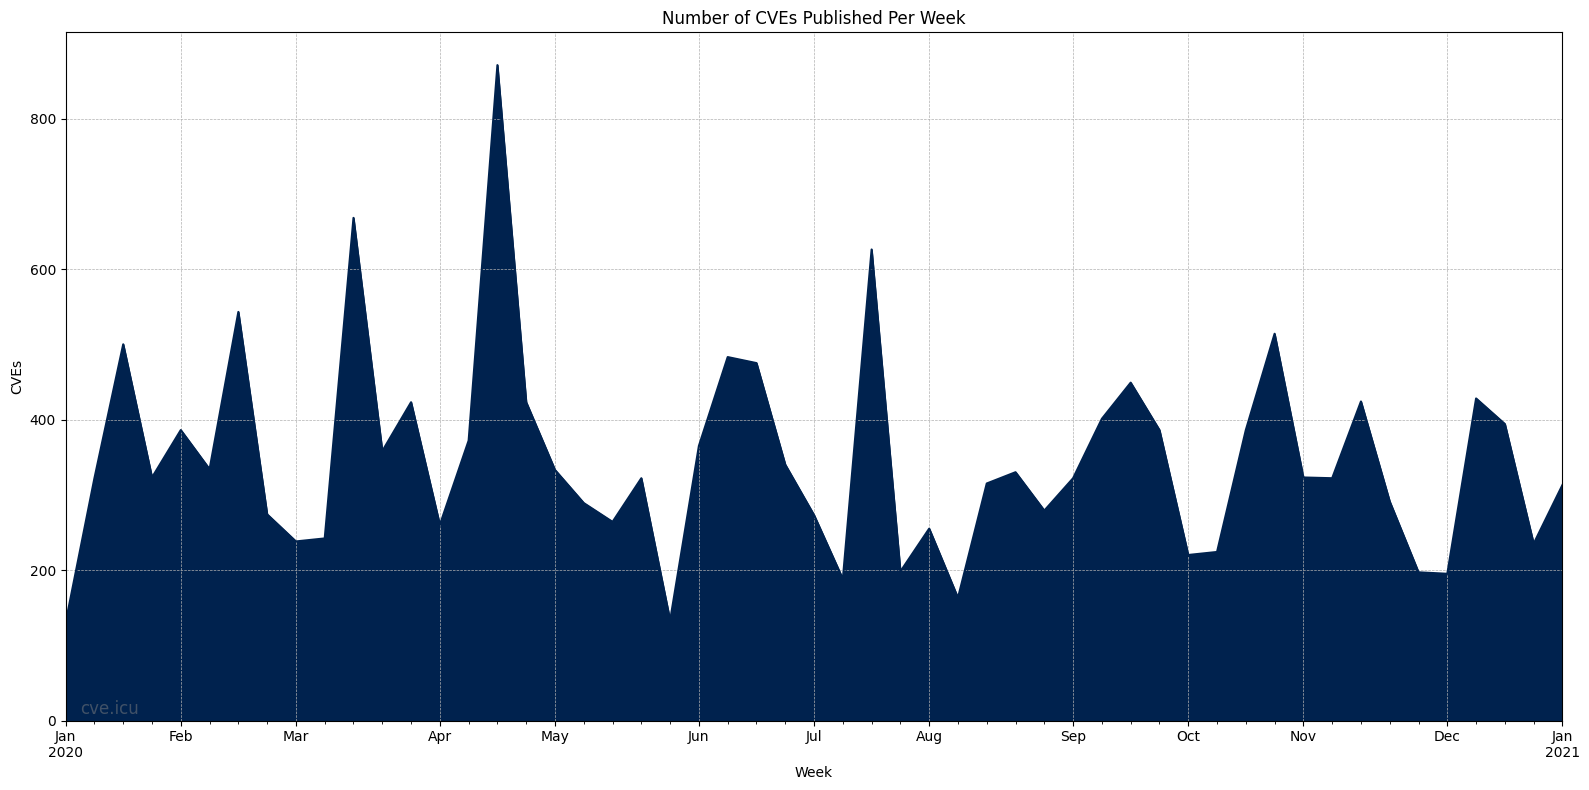 Number of CVEs Published Per Week
CVEs
800
600
400
200
0
cve.icu
Jan Feb Mar Apr May Jun Jul Aug Sep Oct Nov Dec Jan
2020 2021
Week